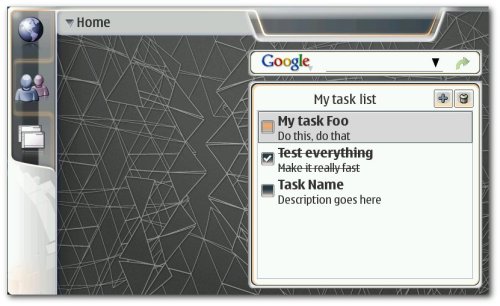 Home
Google
My task list
My task Foo
Do this, do that
Test everything
Make it really fast
Task Name
Description goes here